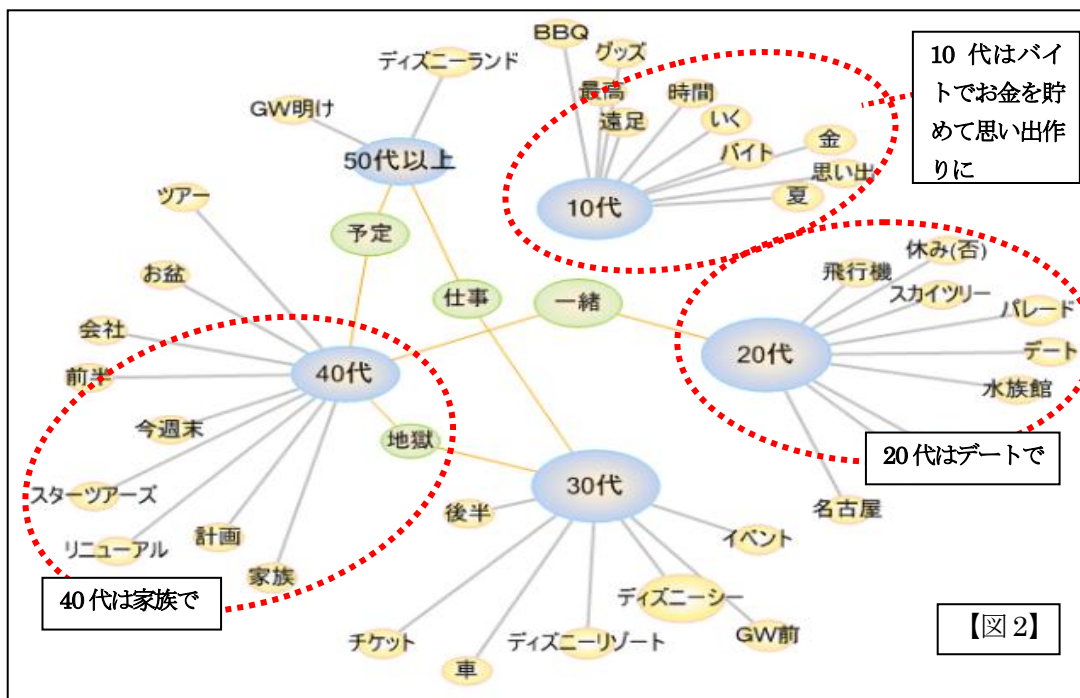 BBQ
グッズ
ディズニーランド
最高
時間
GW明け
遠足
いく
10 代はバイ
トでお金を貯
めて思い出作
りに
50代以上
バイト
金
思い出
ツアー
10代
夏
予定
休み(否)
お盆
飛行機
仕事
一緒
スカイツリー
パレード
会社
20代
デート
前半
40代
水族館
今週末
地獄
20 代はデートで
スターツアーズ
30代
後半
名古屋
リニューアル
計画
イベント
家族
40 代は家族で
ディズニーシー
チケット
ディズニーリゾート
GW前
車
【図 2】